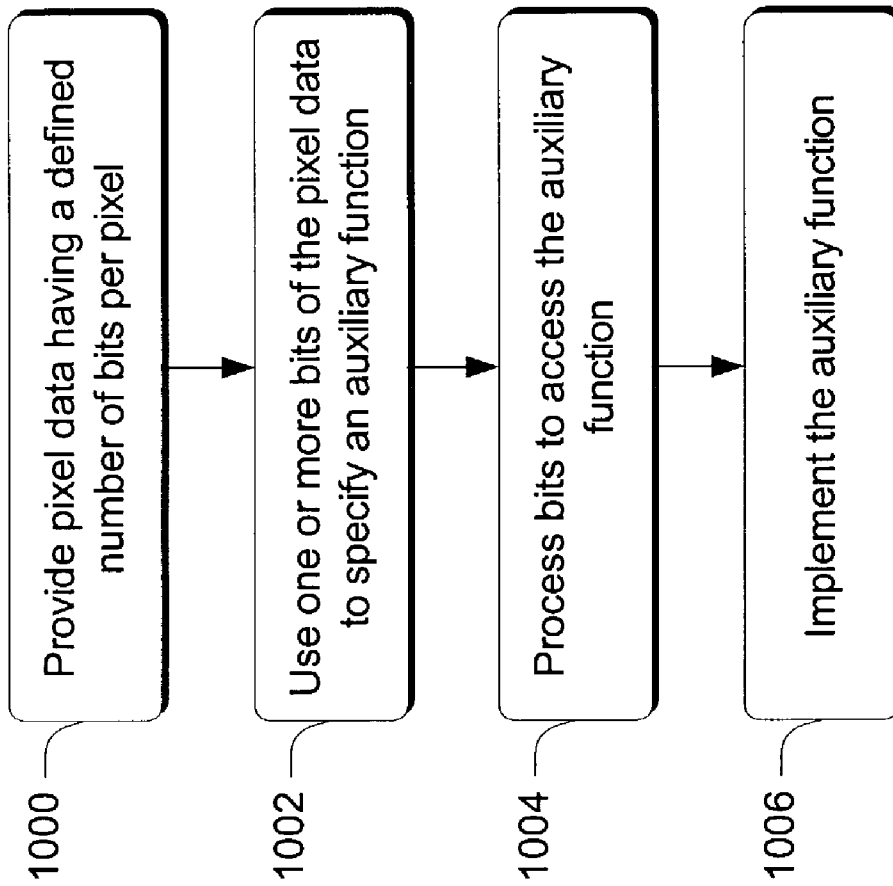 1000
Provide pixel data having a defined
number of bits per pixel
1002
Use one or more bits of the pixel data
to specify an auxiliary function
1004
Process bits to access the auxiliary
function
1006
Implement the auxiliary function